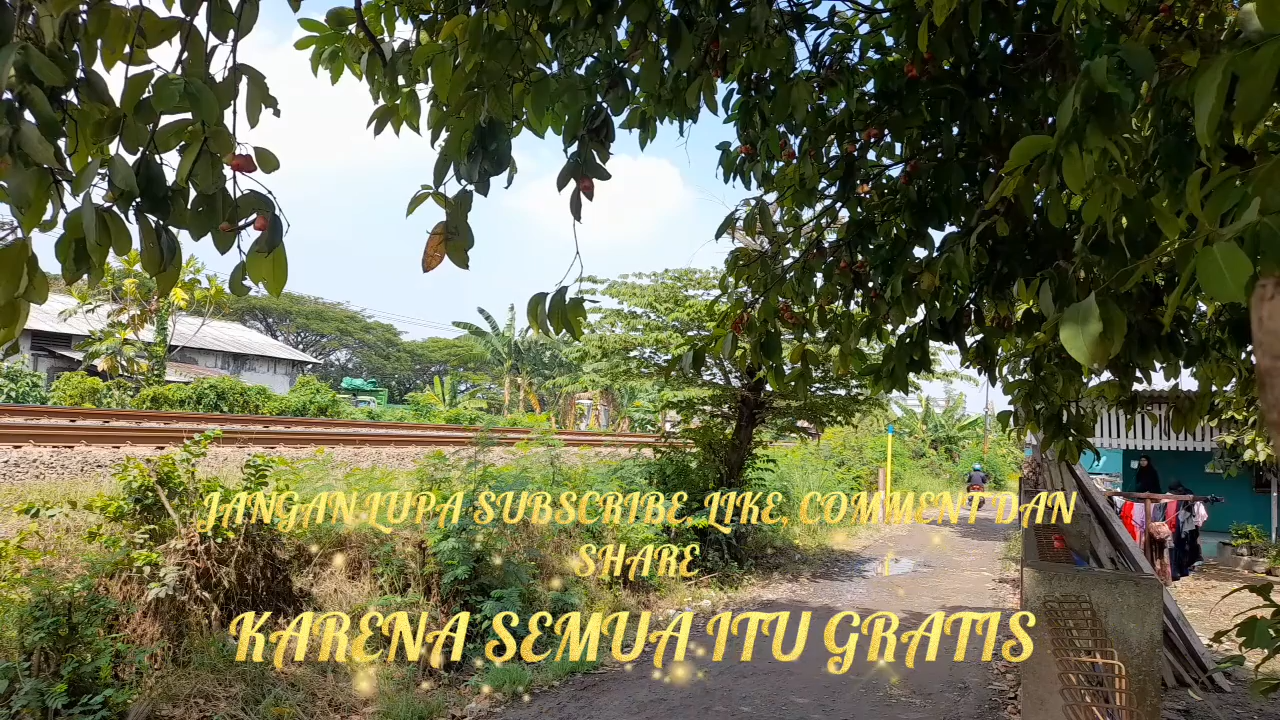 JANGAN LUPA SUBSCRIBE, LIKE, COMMENT DAN
SHARE
KARENA SEMUA ITU GRATIS